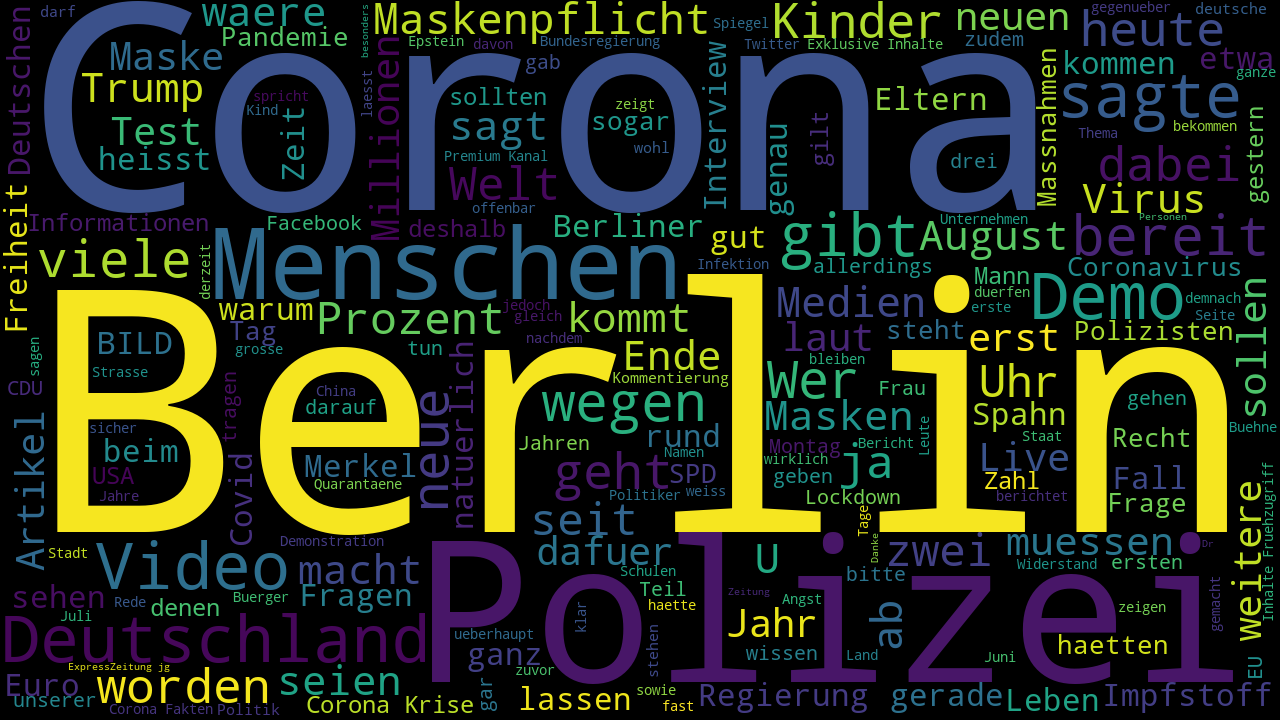 darf
waere
besonders
Maskenpflicht
Spiegel
Kinder
neuen
gegenueber
deutsche
heute
Deutschen
Corona
Pandemie
Maske
Epstein
davon
Bundesregierung
Twitter
Exklusive Inhalte
zudem
kommen
etwa
ganze
Trump
spricht
Kind
laesst
Millionen
gab
sollten
zeigt
Interview
Eltern
Massnahmen
sagte
Test
heisst
Zeit
sagt
sogar
Premium Kanal
wohl
genau
gilt
drei
Thema
bekommen
dabei
gestern
Welt
offenbar
Virus
Freiheit
Informationen
Facebook
deshalb
Berliner
gut
gibt
Unternehmen
August
Personen
bereit
viele
derzeit
Menschen
Infektion
allerdings
Coronavirus
Mann
duerfen
erste
Demo
demnach
Seite
warum
Tag
grosse
Prozent
jedoch
gleich
nachdem
kommt
Medien
laut
bleiben
steht
erst
Polizisten
sollen
sagen
BILD
Strasse
tun
Ende
Kommentierung
Berlin
CDU
tragen
China
darauf
neue
natuerlich
wegen
Wer
Frau
Uhr
gehen
Buehne
Masken
Spahn
Artikel
sicher
beim
USA
Jahre
Covid
Merkel
Quarantaene
Jahren
geht
rund
Namen
SPD
Politiker
weiss
Montag
wirklich
geben
ja
Bericht
Leute
Lockdown
Live
Staat
Zahl
berichtet
Recht
Fall
Frage
weitere
Inhalte Fruehzugriff
Stadt
Demonstration
seit
dafuer
U
Tage
Danke
zwei
muessen
Widerstand
ersten
Dr
Video
macht
Polizei
Schulen
Teil
haette
Zeitung
Angst
bitte
sehen
Juli
Rede
denen
Buerger
Fragen
klar
Jahr
ab
zeigen
gemacht
Deutschland
ueberhaupt
ganz
zuvor
stehen
wissen
Land
Juni
haetten
EU
ExpressZeitung jg
Euro
unserer
worden
Corona Fakten
Politik
seien
Corona Krise
gar
lassen
sowie
fast
Regierung
gerade
Leben
Impfstoff